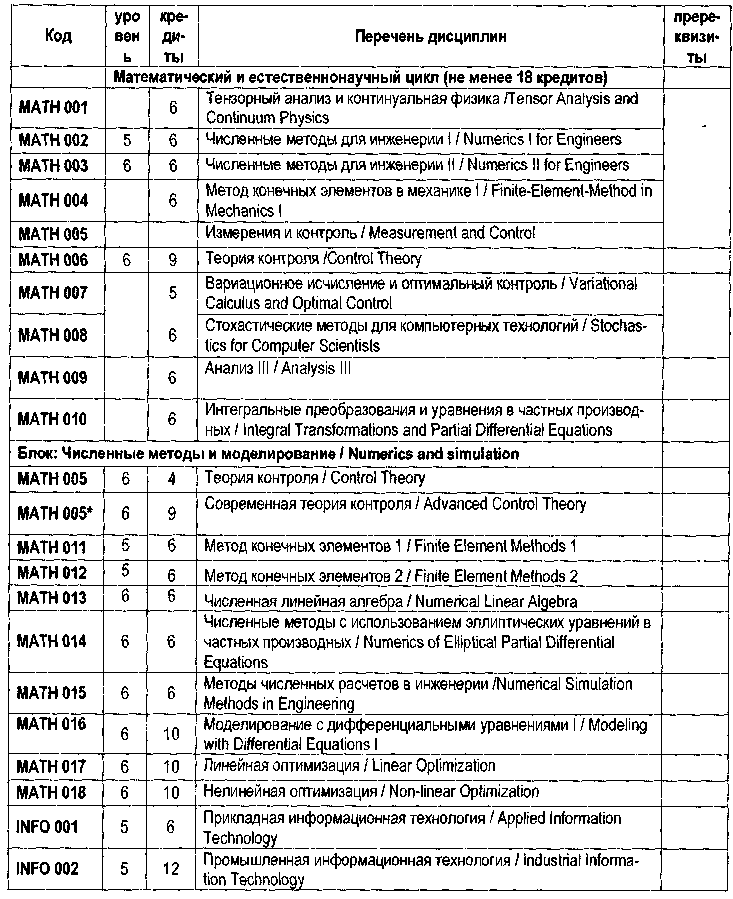 Код уро кре- Перечень дисциплин пре­ре-
вен ди- квизи-
ь ты ты
Математический и естественнонаучный цикл (не менее 18 кредитов)
MATH 001 6 Тензорный анализ и континуальная физика /Tensor Analysis and
Continuum Physics
MATH 002 5 6 Численные методы для инженерии I / Numerics I for Engineers
MATH 003 6 6 Численные методы для инженерии II / Numerics II for Engineers
MATH 004 6 Метод конечных элементов в механике I / Finite-Element-Method in
Mechanics I
MATH 005 Измерения и контроль / Measurement and Control
MATH 006 6 9 Теория контроля /Control Theory
MATH 007 5 Вариационное исчисление и оптимальный контроль / Variational
Calculus and Optimal Control
MATH 008 6 Стохастические методы для компьютерных технологий / Stochas-
tics for Computer Scientists
MATH 009 6 Анализ III / Analysis III
MATH 010 6 Интегральные преобразования и уравнения в частных производ-
ных / Integral Transformations and Partial Differential Equations
Блок: Численные методы и моделирование / Numerics and simulation
MATH 005 6 4 Теория контроля / Control Theory
MATH 005* 6 9 Современная теория контроля / Advanced Control Theory
MATH 011 5 6 Метод конечных элементов 1 / Finite Element Methods 1
MATH 012 5 6 Метод конечных элементов 2 / Finite Element Methods 2
MATH 013 6 6 Численная линейная алгебра / Numerical Linear Algebra
MATH 014 6 6 Численные методы с использованием эллиптических уравнений в
частных производных / Numerics of Elliptical Partial Differential
Equations
MATH 015 6 6 Методы численных расчетов в инженерии /Numerical Simulation
Methods in Engineering
MATH 016 6 10 Моделирование с дифференциальными уравнениями I / Modeling
with Differential Equations I
MATH 017 6 10 Линейная оптимизация / Linear Optimization
MATH 018 6 10 Нелинейная оптимизация / Non-linear Optimization
INFO 001 5 6 Прикладная информационная технология / Applied Information
Technology
INFO 002 5 12 Промышленная информационная технология / Industrial Informa-
tion Technology